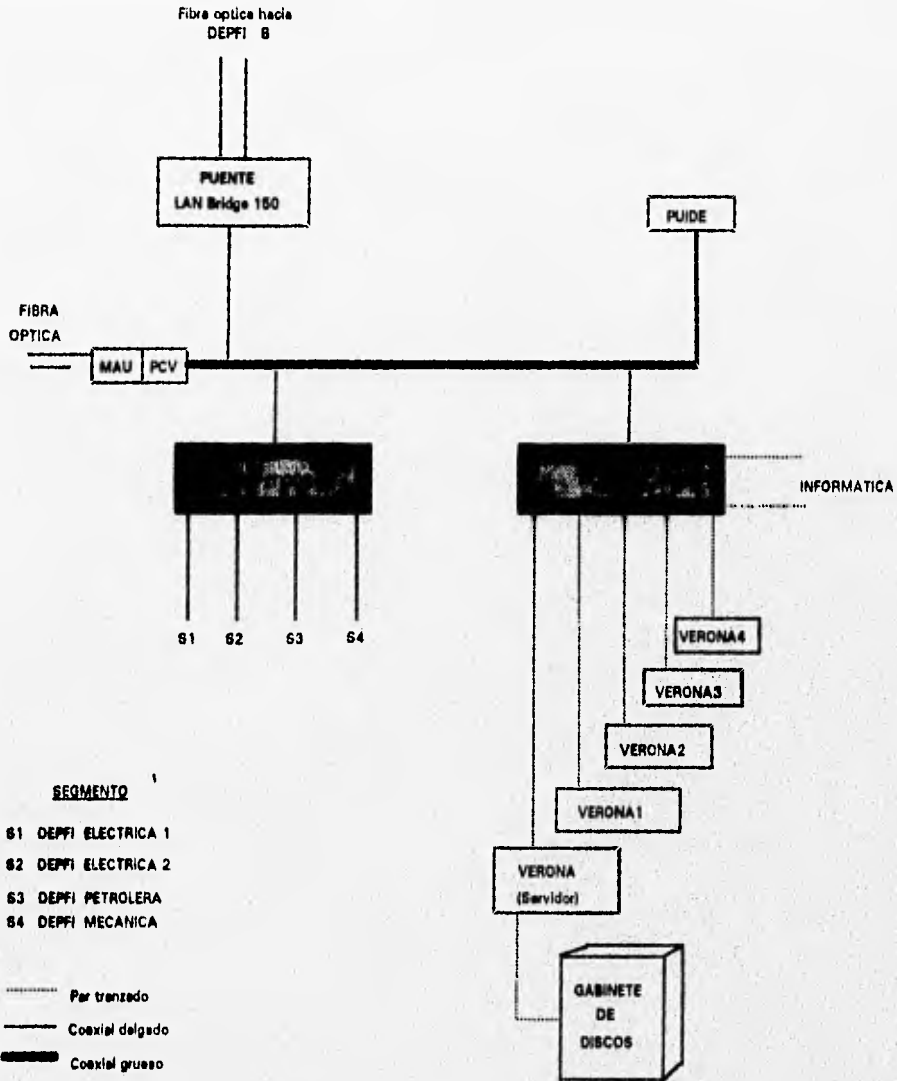 Fibra optica hacia
DEPFI B
PUENTE
LAN Bridge 150
PUIDE
FIBRA
OPTICA
MAU PCV
INFORMATICA
S1 S2 S3 S4
VERONA4
VERONA3
VERONA2
VERONA1
VERONA
(Servidor)
GABINETE
DE
DISCOS
SEGMENTO
S1 DEPFI ELECTRICA 1
S2 DEPFI ELECTRICA 2
S3 DEPFI PETROLERA
S4 DEPFI MECANICA
Par trenzado
Coaxial delgado
Coaxial grueso